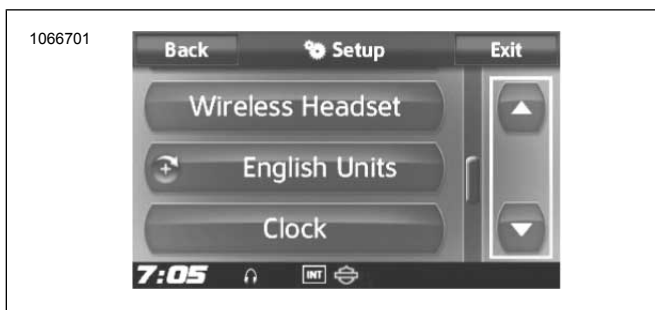 1066701
Back Setup Exit
Wireless Headset
English Units
Clock
7:05 INT